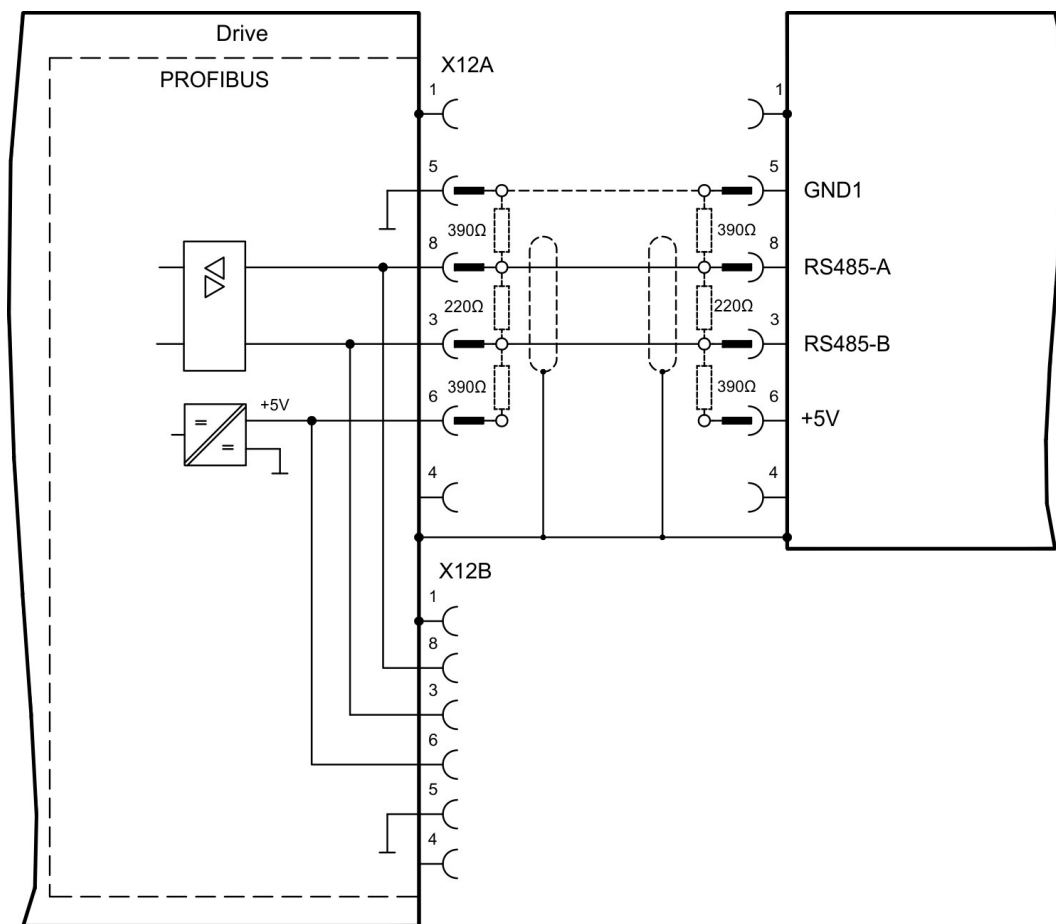 Drive
PROFIBUS
X12A
1
1
5
5
GND1
390Ω
390Ω
8
8
RS485-A
220Ω
220Ω
3
3
RS485-B
390Ω
390Ω
6
6
+5V
+5V
=
=
4
4
X12B
1
8
3
6
5
4